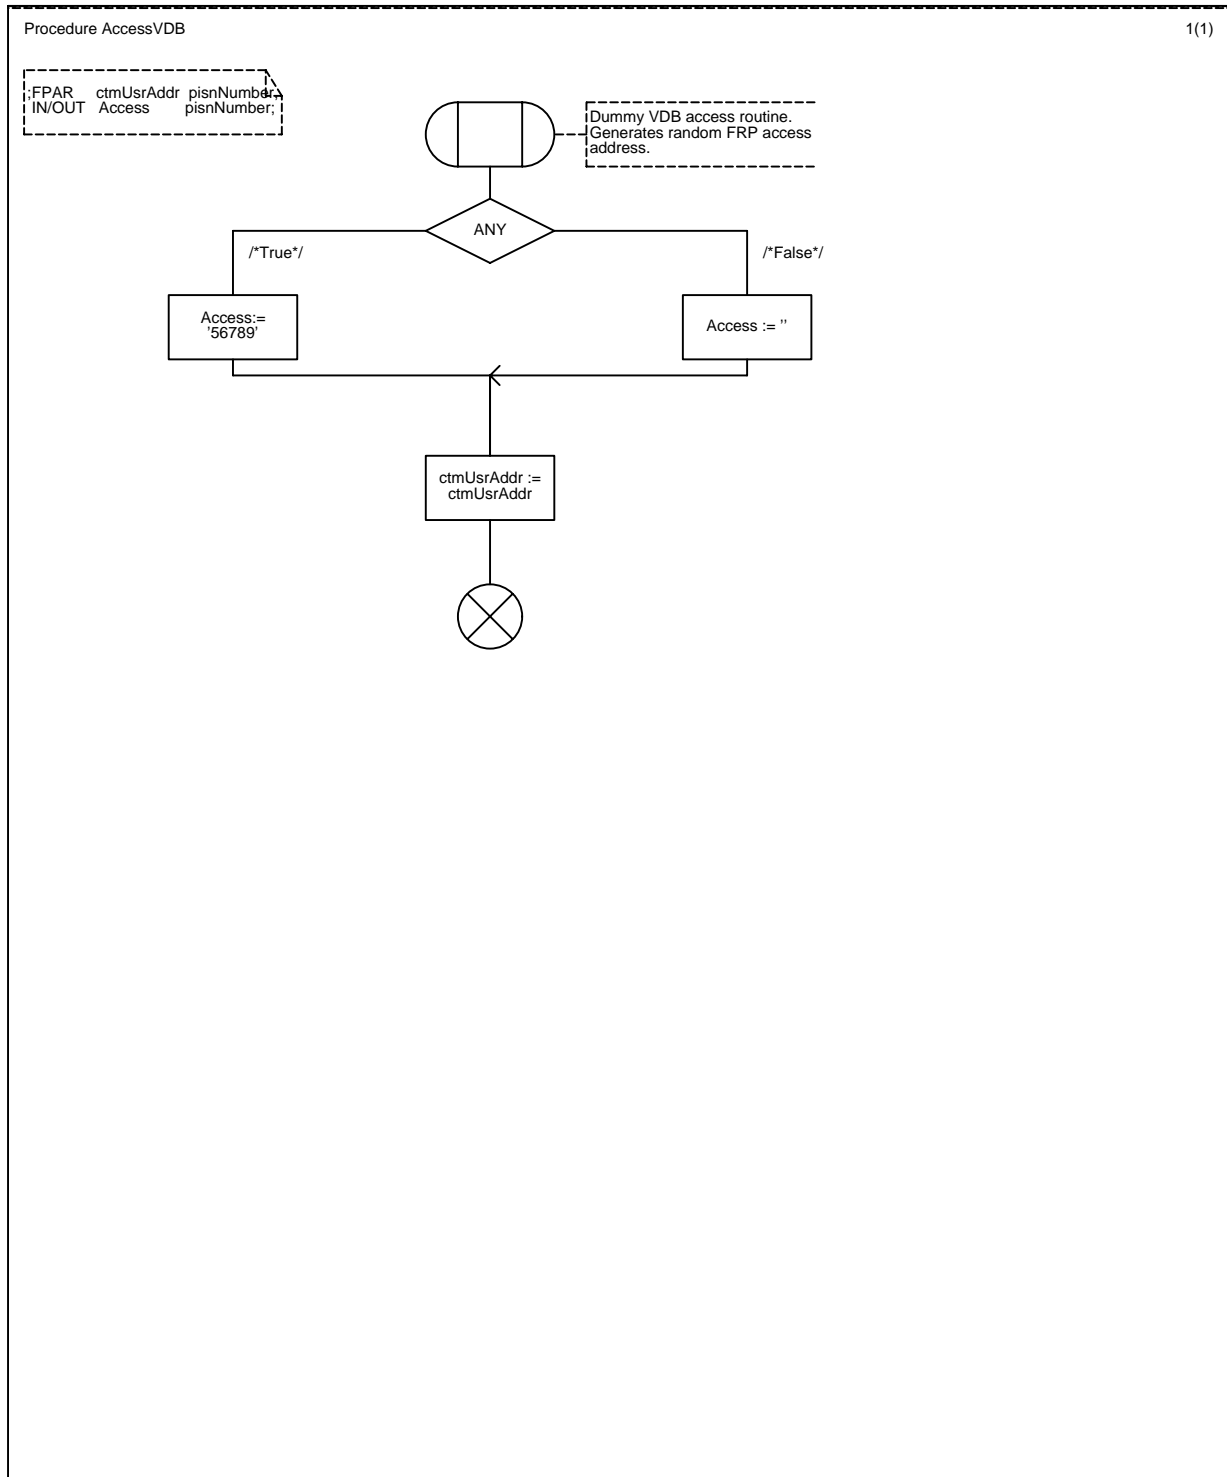 Procedure AccessVDB
1(1)
;FPAR ctmUsrAddr pisnNumber,
IN/OUT Access pisnNumber;
Dummy VDB access routine.
Generates random FRP access
address.
ANY
/*True*/
/*False*/
Access:=
'56789'
Access := ''
ctmUsrAddr :=
ctmUsrAddr